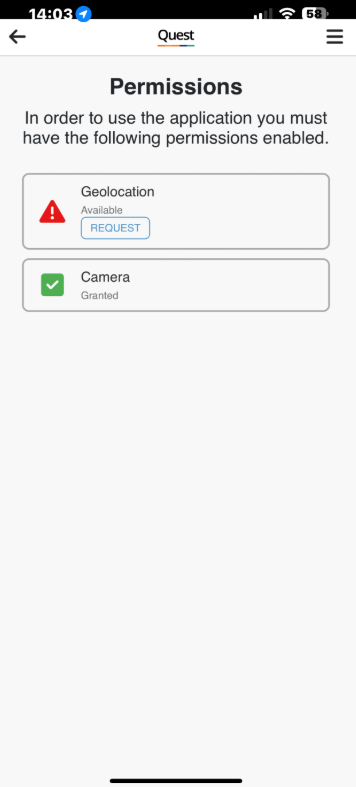 14:03
58
Quest
Permissions
In order to use the application you must
have the following permissions enabled.
Geolocation
Available
REQUEST
Camera
Granted